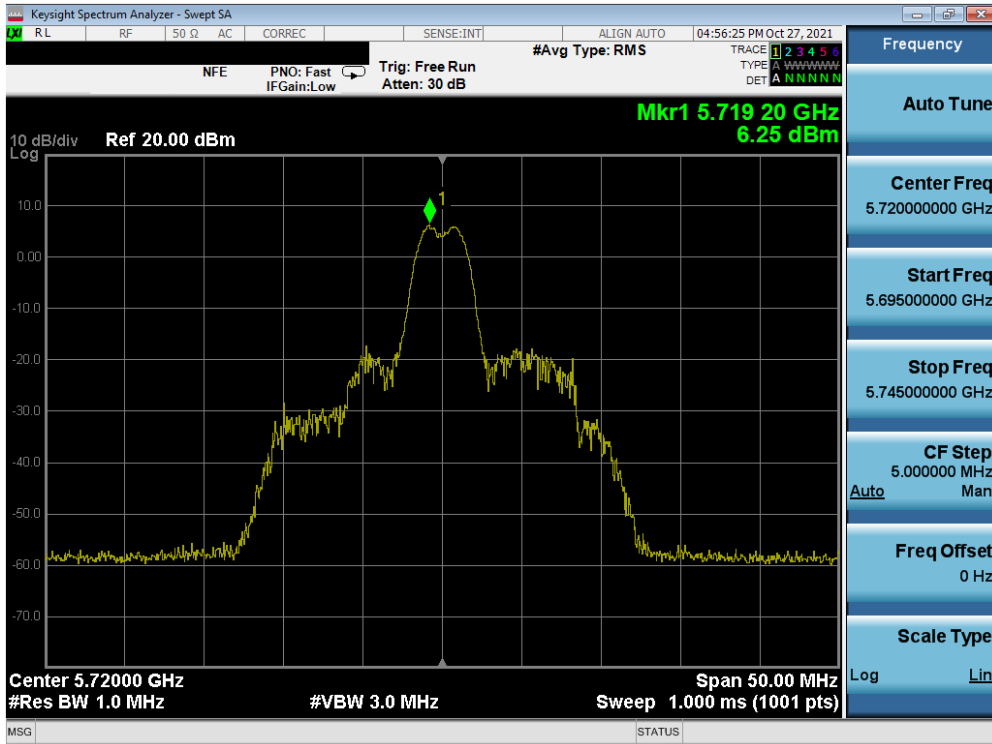 Keysight Spectrum Analyzer - Swept SA
LXI RL RF 50 Ω AC CORREC SENSE:INT ALIGN AUTO 04:56:25 PM Oct 27, 2021
NFE PNO: Fast IFGain:Low Trig: Free Run Atten: 30 dB #Avg Type: RMS
TRACE 1 2 3 4 5 6
TYPE A WWWWW
DET A N N N N N
Mkr1 5.719 20 GHz
6.25 dBm
10 dB/div Ref 20.00 dBm
Log
1
10.0
0.00
-10.0
-20.0
-30.0
-40.0
-50.0
-60.0
-70.0
Center 5.72000 GHz Span 50.00 MHz
#Res BW 1.0 MHz #VBW 3.0 MHz Sweep 1.000 ms (1001 pts)
MSG STATUS
Frequency
Auto Tune
Center Freq
5.720000000 GHz
Start Freq
5.695000000 GHz
Stop Freq
5.745000000 GHz
CF Step
5.000000 MHz
Auto Man
Freq Offset
0 Hz
Scale Type
Log Lin